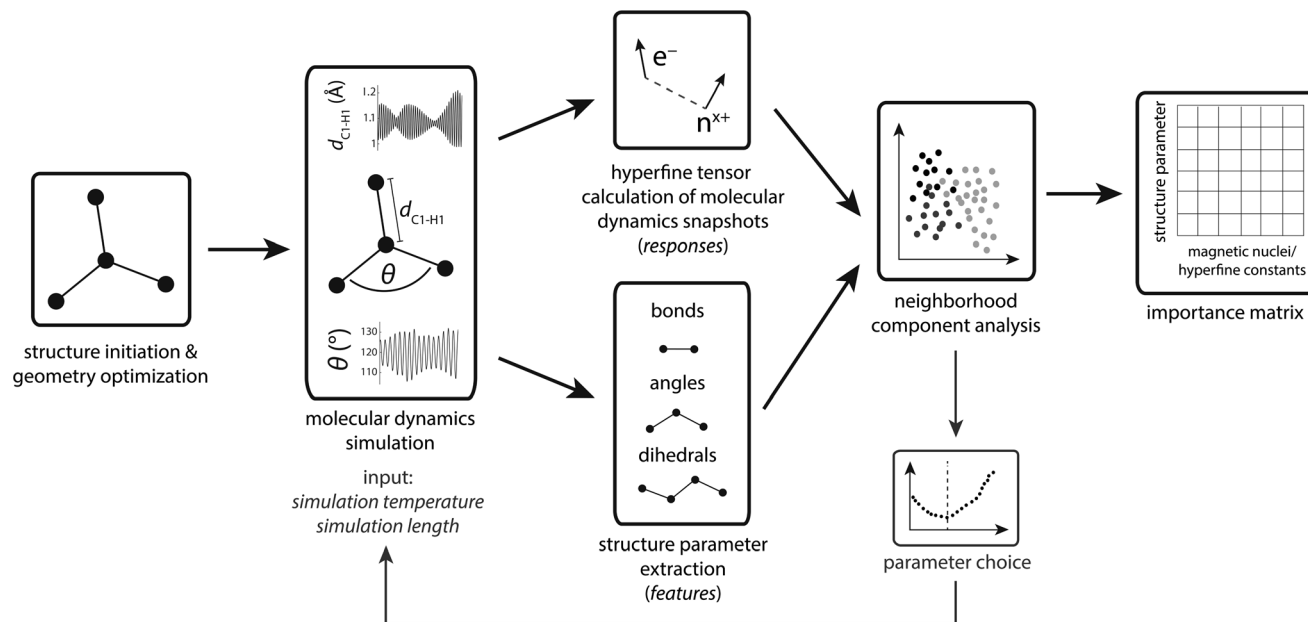 structure initiation &
geometry optimization
d_C1-H1 (Å)
1.2
1.1
1
d_C1-H1
θ
θ (°)
130
120
110
molecular dynamics
simulation
input:
simulation temperature
simulation length
e⁻
n^x+
hyperfine tensor
calculation of molecular
dynamics snapshots
(responses)
bonds
angles
dihedrals
structure parameter
extraction
(features)
neighborhood
component analysis
parameter choice
structure parameter
magnetic nuclei/
hyperfine constants
importance matrix